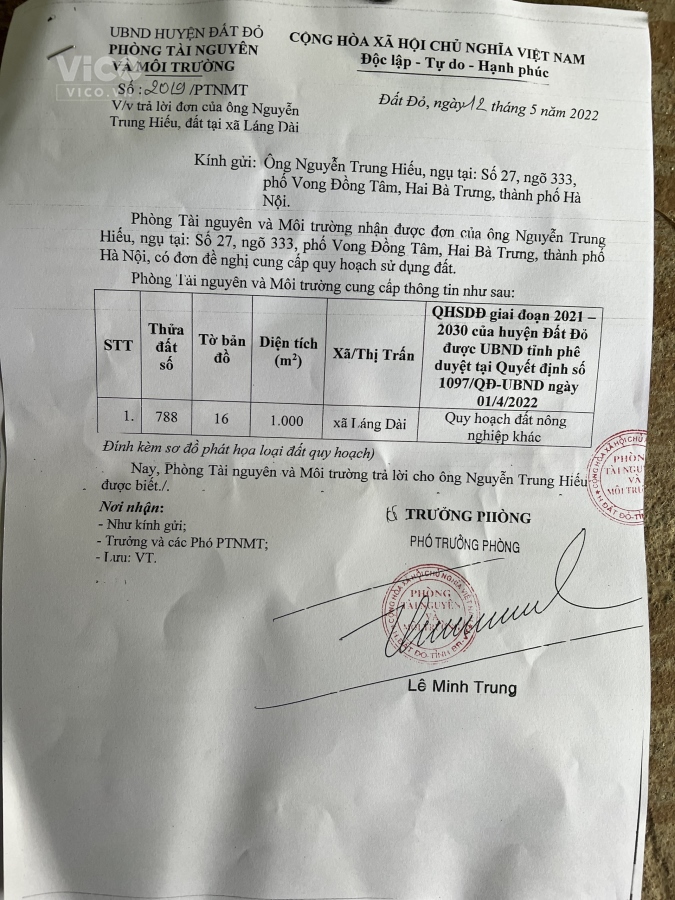 UBND HUYỆN ĐẤT ĐỎ
PHÒNG TÀI NGUYÊN
VÀ MÔI TRƯỜNG
Số: 2019/PTNMT
V/v trả lời đơn của ông Nguyễn
Trung Hiếu, đất tại xã Láng Dài
CỘNG HÒA XÃ HỘI CHỦ NGHĨA VIỆT NAM
Độc lập - Tự do - Hạnh phúc
Đất Đỏ, ngày 12 tháng 5 năm 2022
Vico
VICO.VN
Kính gửi: Ông Nguyễn Trung Hiếu, ngụ tại: Số 27, ngõ 333,
phố Vong Đồng Tâm, Hai Bà Trưng, thành phố Hà
Nội.
Phòng Tài nguyên và Môi trường nhận được đơn của ông Nguyễn Trung
Hiếu, ngụ tại: Số 27, ngõ 333, phố Vong Đồng Tâm, Hai Bà Trưng, thành phố
Hà Nội, có đơn đề nghị cung cấp quy hoạch sử dụng đất.
Phòng Tài nguyên và Môi trường cung cấp thông tin như sau:
STT
Thửa
đất
số
Tờ bản
đồ
Diện tích
(m²)
Xã/Thị Trấn
QHSDĐ giai đoạn 2021 –
2030 của huyện Đất Đỏ
được UBND tỉnh phê
duyệt tại Quyết định số
1097/QĐ-UBND ngày
01/4/2022
1. 788 16 1.000 xã Láng Dài Quy hoạch đất nông
nghiệp khác
Đính kèm sơ đồ phát họa loại đất quy hoạch)
Nay, Phòng Tài nguyên và Môi trường trả lời cho ông Nguyễn Trung Hiếu
được biết./.
Nơi nhận:
- Như kính gửi;
- Trưởng và các Phó PTNMT;
- Lưu: VT.
TRƯỞNG PHÒNG
PHÓ TRƯỞNG PHÒNG
PHÒNG
TÀI NGUYÊN
Lê Minh Trung